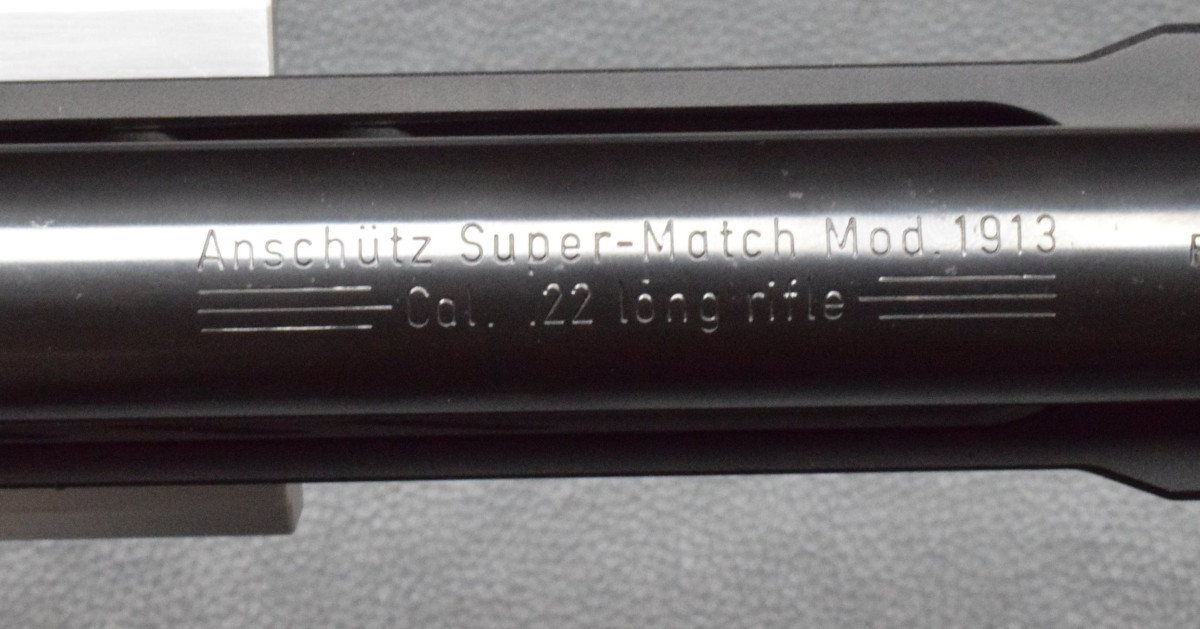 Anschütz Super-Match Mod. 1913
Cal. .22 long rifle